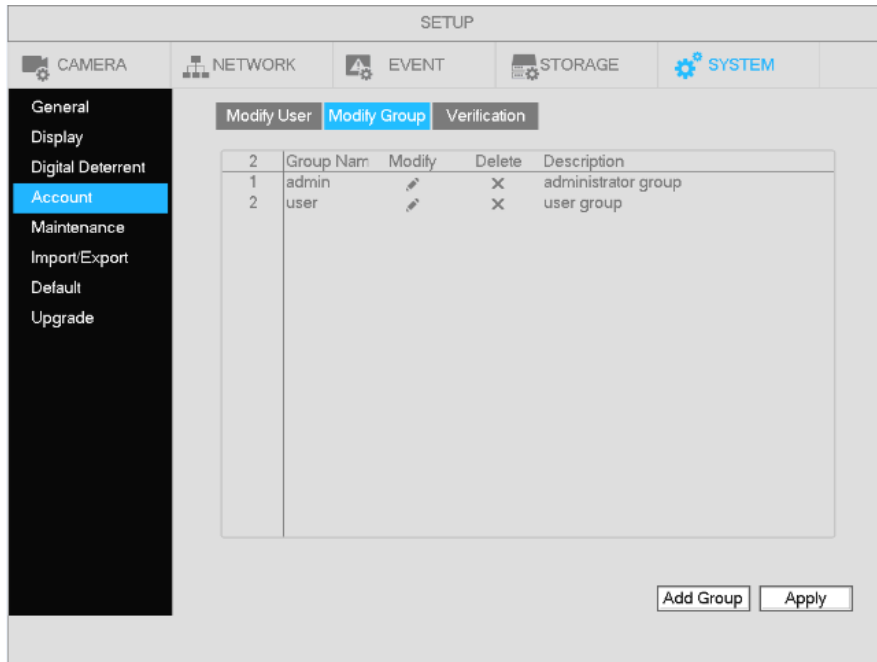 SETUP
CAMERA NETWORK EVENT STORAGE SYSTEM
General
Display
Digital Deterrent
Account
Maintenance
Import/Export
Default
Upgrade
Modify User Modify Group Verification
2 Group Nam Modify Delete Description
1 admin administrator group
2 user user group
Add Group Apply